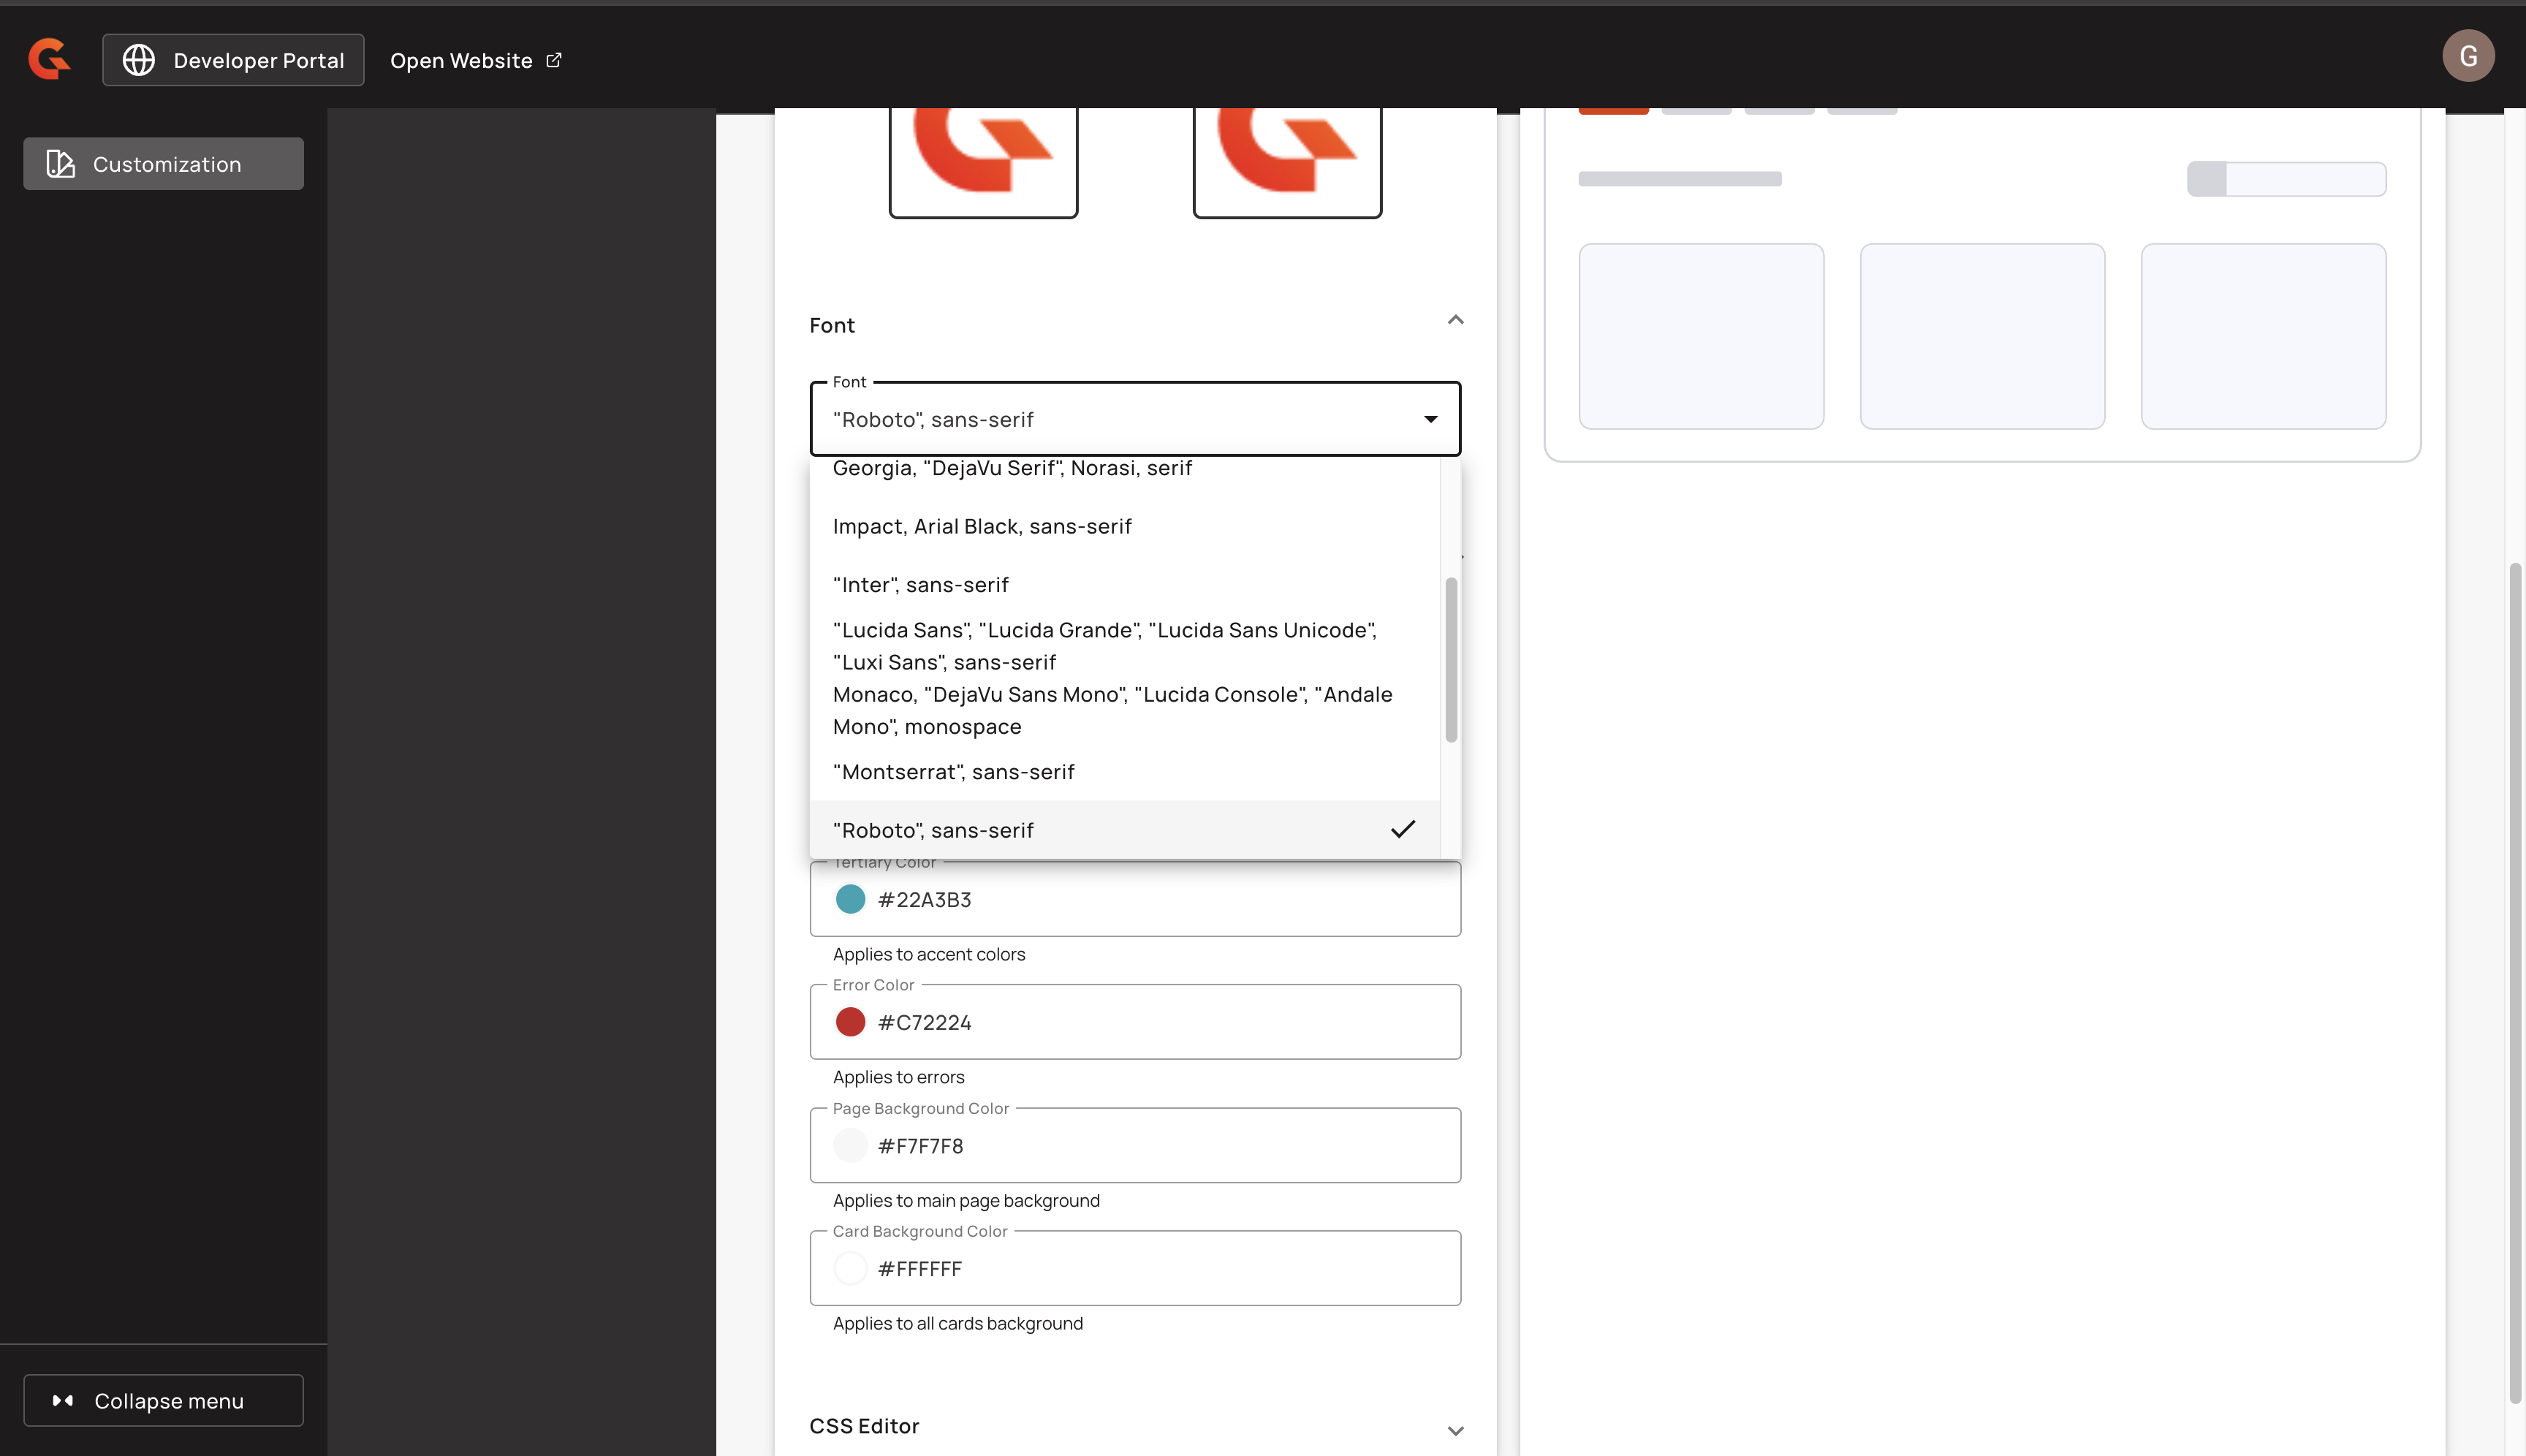 Developer Portal
Open Website
G
Customization
Font
Font
"Roboto", sans-serif
Georgia, "DejaVu Serif", Norasi, serif
Impact, Arial Black, sans-serif
"Inter", sans-serif
"Lucida Sans", "Lucida Grande", "Lucida Sans Unicode",
"Luxi Sans", sans-serif
Monaco, "DejaVu Sans Mono", "Lucida Console", "Andale
Mono", monospace
"Montserrat", sans-serif
"Roboto", sans-serif
Tertiary Color
#22A3B3
Applies to accent colors
Error Color
#C72224
Applies to errors
Page Background Color
#F7F7F8
Applies to main page background
Card Background Color
#FFFFFF
Applies to all cards background
Collapse menu
CSS Editor